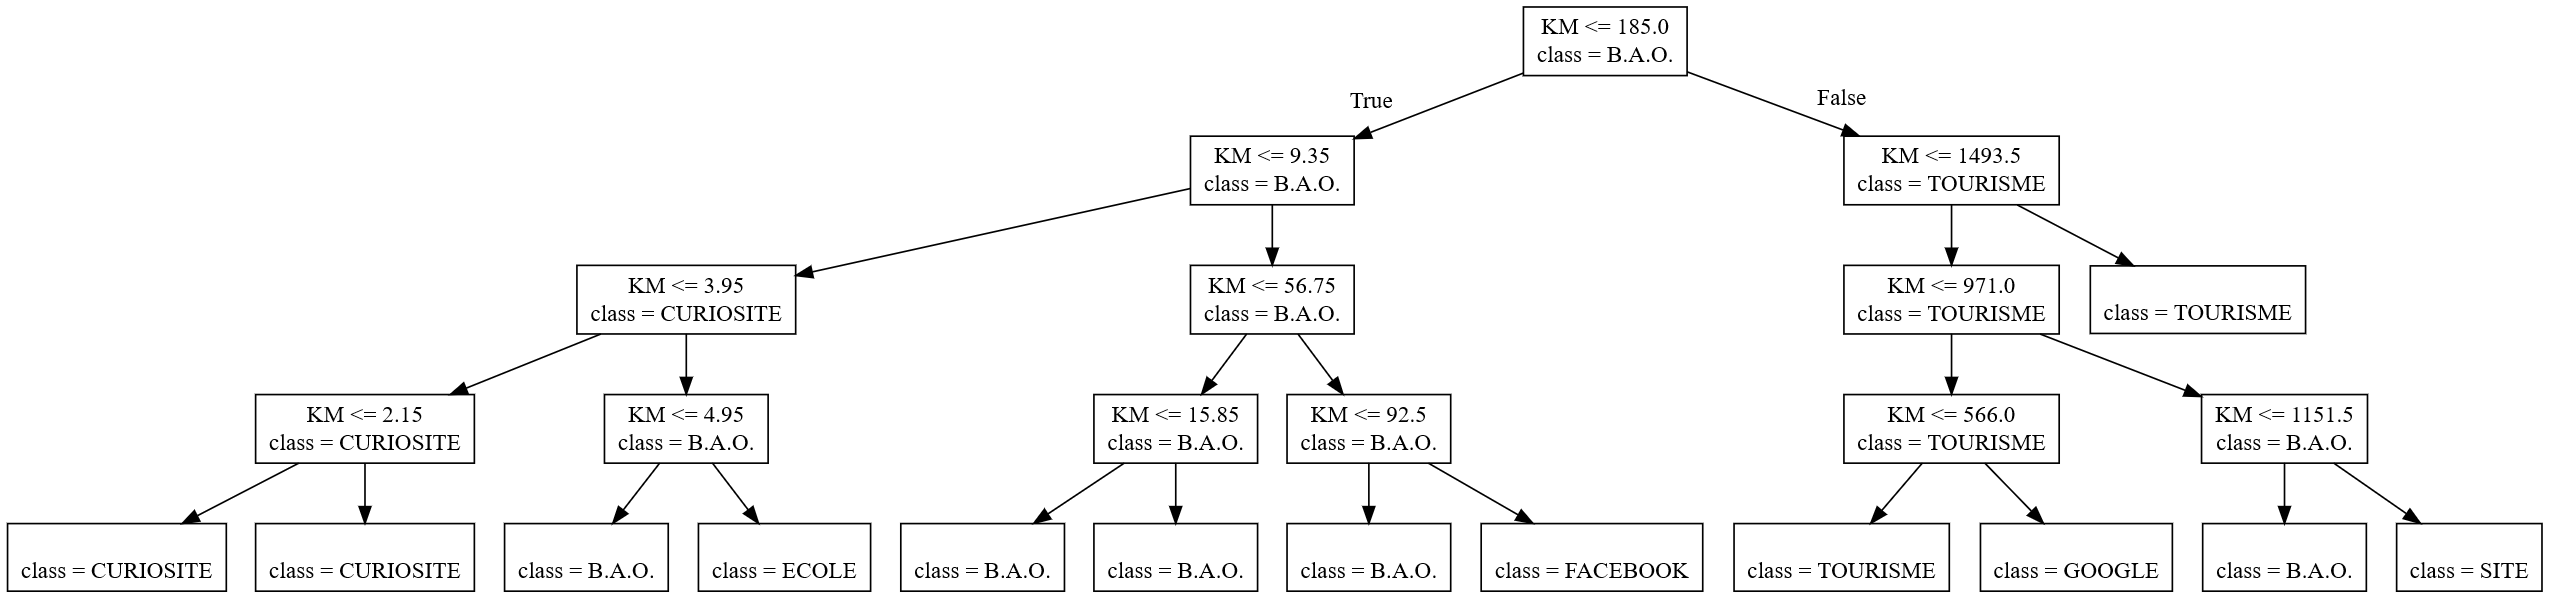 KM <= 185.0
class = B.A.O.
True
False
KM <= 9.35
class = B.A.O.
KM <= 1493.5
class = TOURISME
KM <= 3.95
class = CURIOSITE
KM <= 56.75
class = B.A.O.
KM <= 971.0
class = TOURISME
class = TOURISME
KM <= 2.15
class = CURIOSITE
KM <= 4.95
class = B.A.O.
KM <= 15.85
class = B.A.O.
KM <= 92.5
class = B.A.O.
KM <= 566.0
class = TOURISME
KM <= 1151.5
class = B.A.O.
class = CURIOSITE
class = CURIOSITE
class = B.A.O.
class = ECOLE
class = B.A.O.
class = B.A.O.
class = B.A.O.
class = FACEBOOK
class = TOURISME
class = GOOGLE
class = B.A.O.
class = SITE